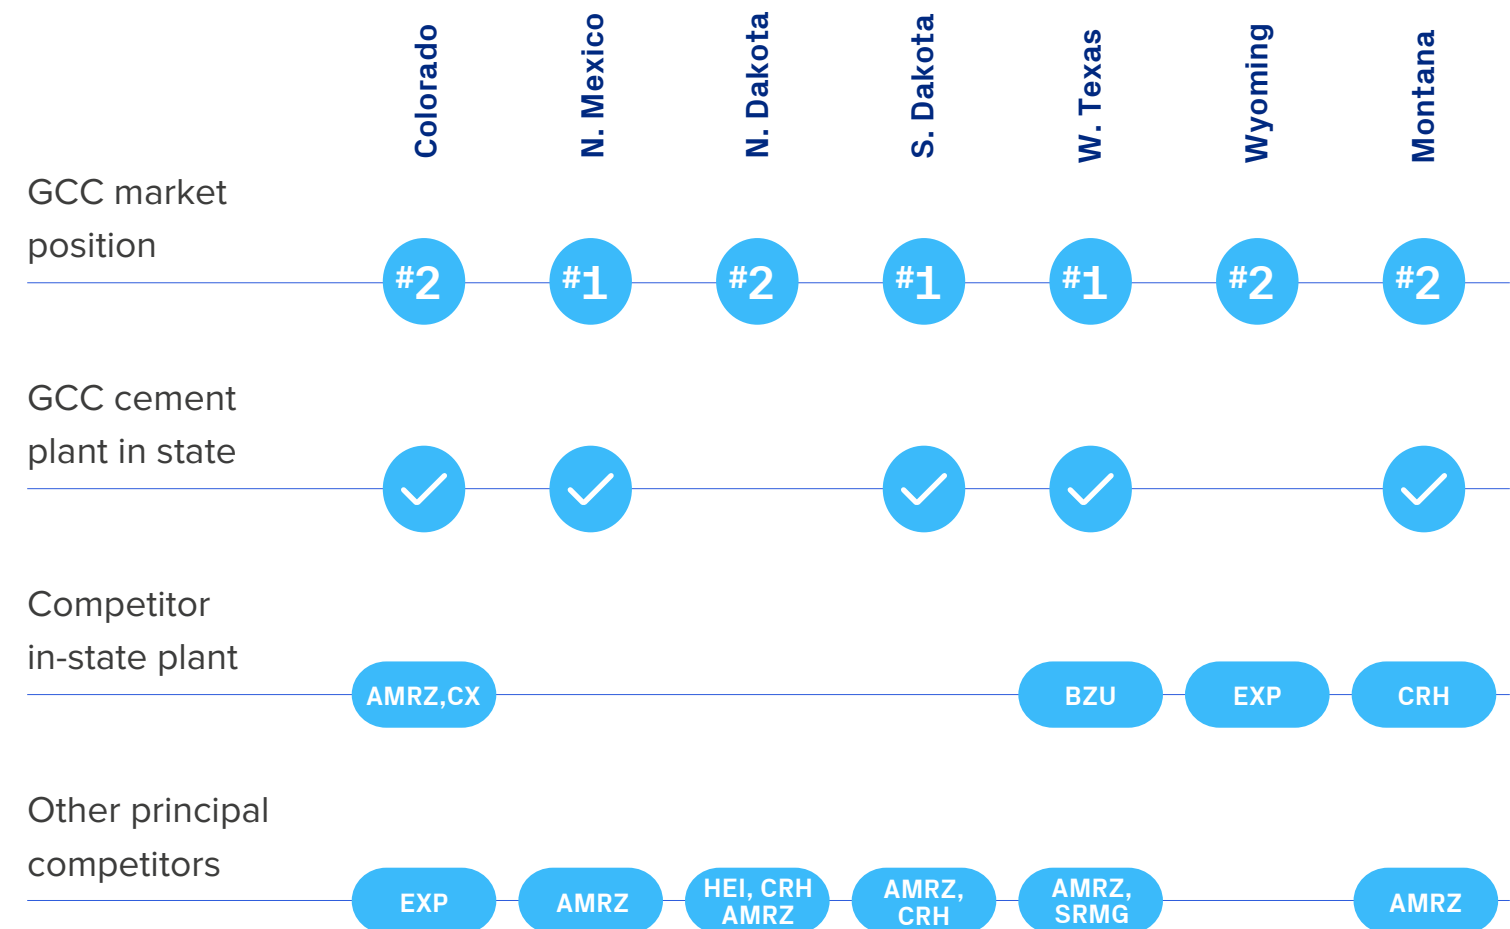 Colorado
N. Mexico
N. Dakota
S. Dakota
W. Texas
Wyoming
Montana
GCC market
position
#2
#1
#2
#1
#1
#2
#2
GCC cement
plant in state
Competitor
in-state plant
AMRZ,CX
BZU
EXP
CRH
Other principal
competitors
EXP
AMRZ
HEI, CRH
AMRZ
AMRZ,
CRH
AMRZ,
SRMG
AMRZ